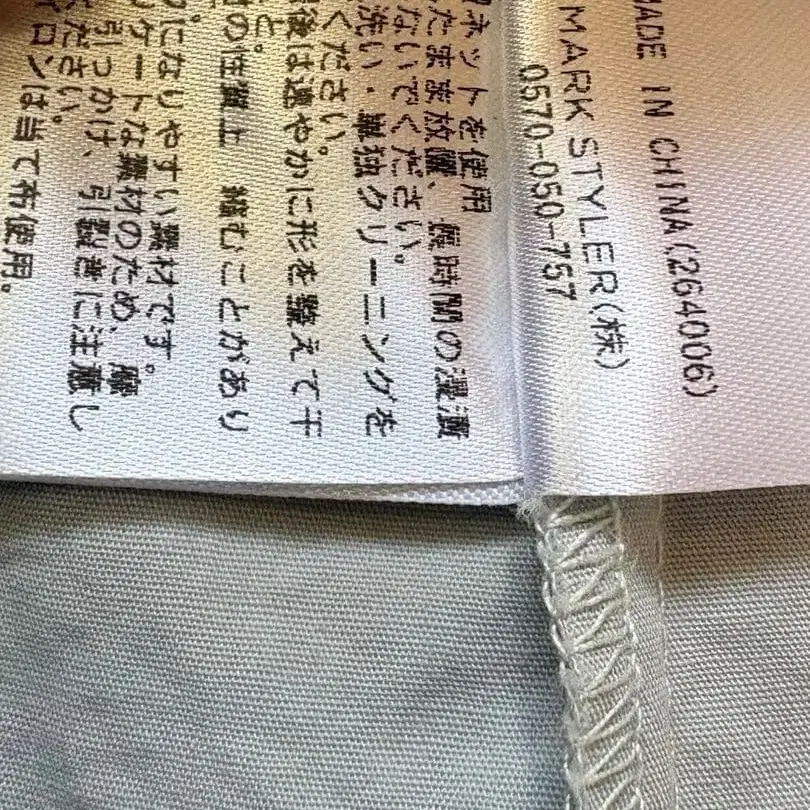 MADE IN CHINA(264006)
MARK STYLER(株)
0570-050-757
ネットを使用
長時間の浸漬
たまま放置、
ないでください。
洗い・単独クリーニングを
ください。
後は速やかに形を整えて干
と。
の性質上 縮むことがあり
になりやすい素材です。
ケートな素材のため、摩
引っかけ、引裂きに注意し
ださい。
ロンは当て布使用。